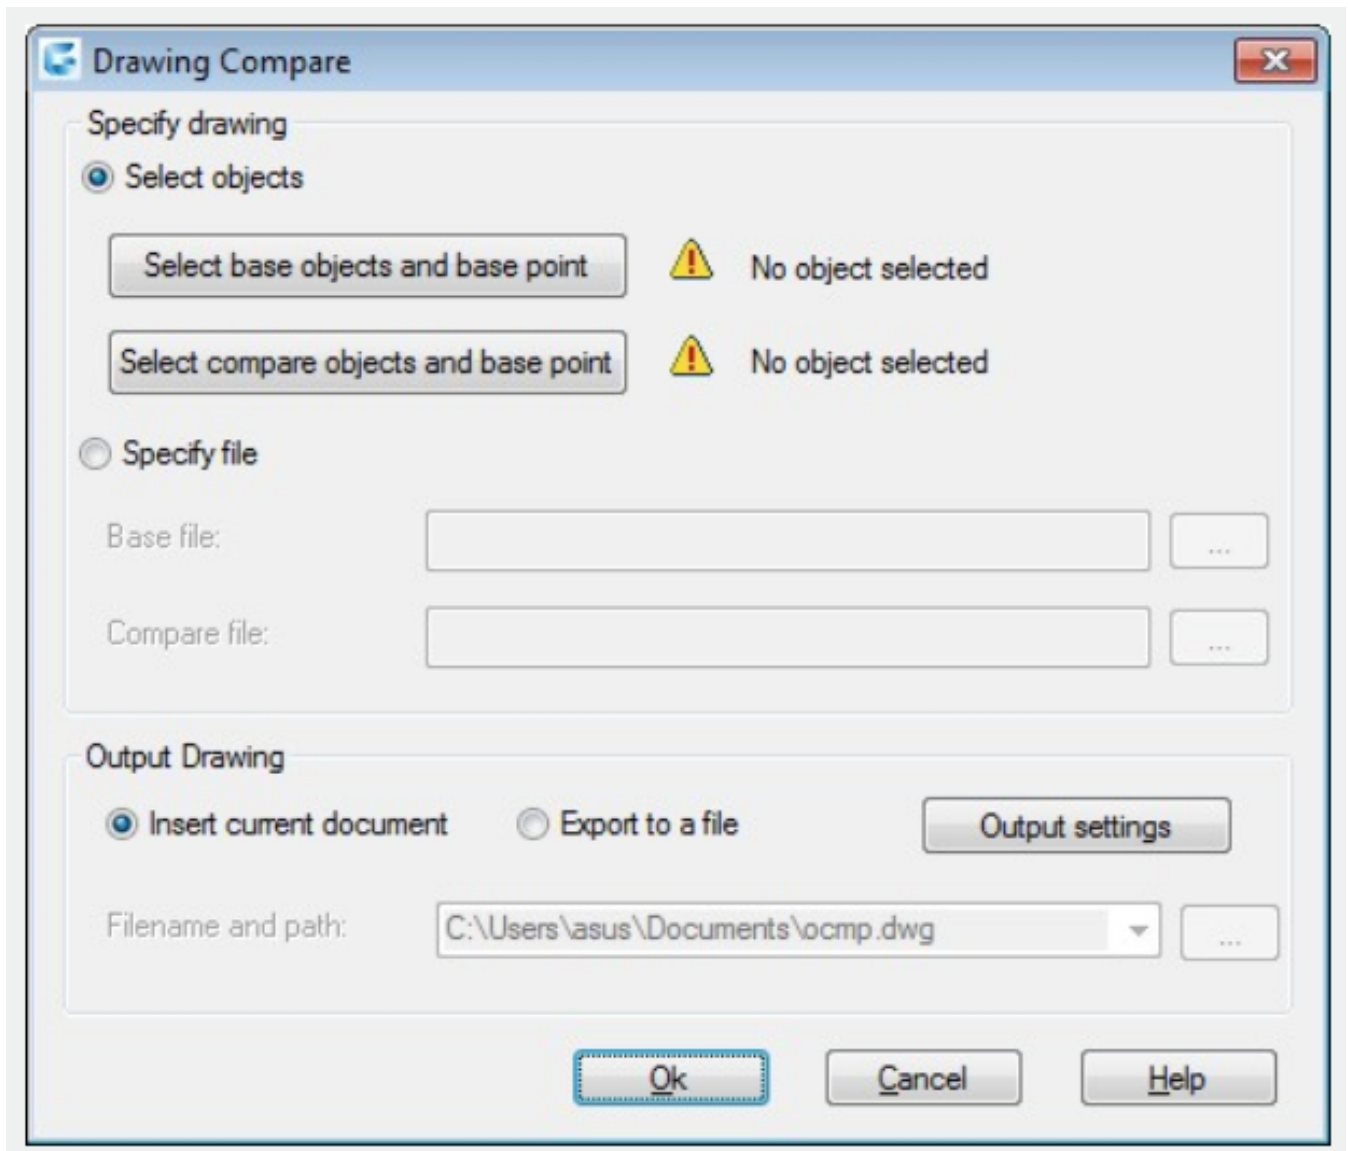 Drawing Compare
Specify drawing
Select objects
Select base objects and base point
No object selected
Select compare objects and base point
No object selected
Specify file
Base file:
...
Compare file:
...
Output Drawing
Insert current document
Export to a file
Output settings
Filename and path:
C:\Users\asus\Documents\ocmp.dwg
...
Ok
Cancel
Help